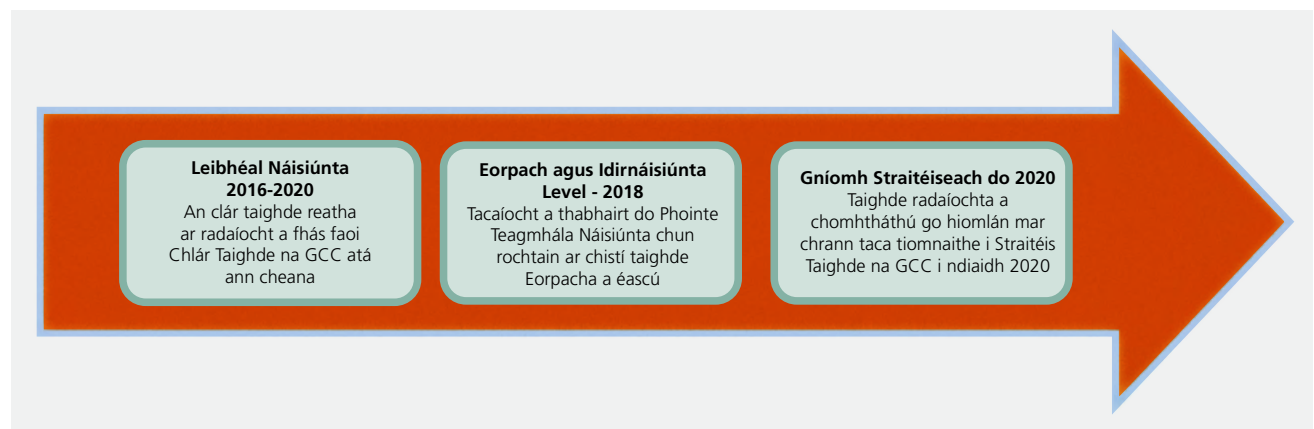 Leibhéal Náisiúnta
2016-2020
An clár taighde reatha
ar radaíocht a fhás faoi
Chlár Taighde na GCC atá
ann cheana
Eorpach agus Idirnáisiúnta
Level - 2018
Tacaíocht a thabhairt do Phointe
Teagmhála Náisiúnta chun
rochtain ar chistí taighde
Eorpacha a éascú
Gníomh Straitéiseach do 2020
Taighde radaíochta a
chomhtháthú go hiomlán mar
chrann taca tiomnaithe i Straitéis
Taighde na GCC i ndiaidh 2020